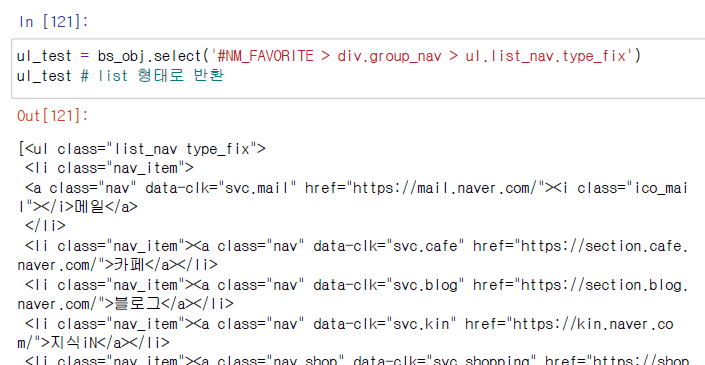 In [121]:
ul_test = bs_obj.select('#NM_FAVORITE > div.group_nav > ul.list_nav.type_fix')
ul_test # list 형태로 반환
Out[121]:
[<ul class="list_nav type_fix">
<li class="nav_item">
<a class="nav" data-clk="svc.mail" href="https://mail.naver.com/"><i class="ico_mai
l"></i>메일</a>
</li>
<li class="nav_item"><a class="nav" data-clk="svc.cafe" href="https://section.cafe.
naver.com/">카페</a></li>
<li class="nav_item"><a class="nav" data-clk="svc.blog" href="https://section.blog.
naver.com/">블로그</a></li>
<li class="nav_item"><a class="nav" data-clk="svc.kin" href="https://kin.naver.co
m/">지식iN</a></li>
<li class="nav_item"><a class="nav shop" data-clk="svc.shopping" href="https://shop